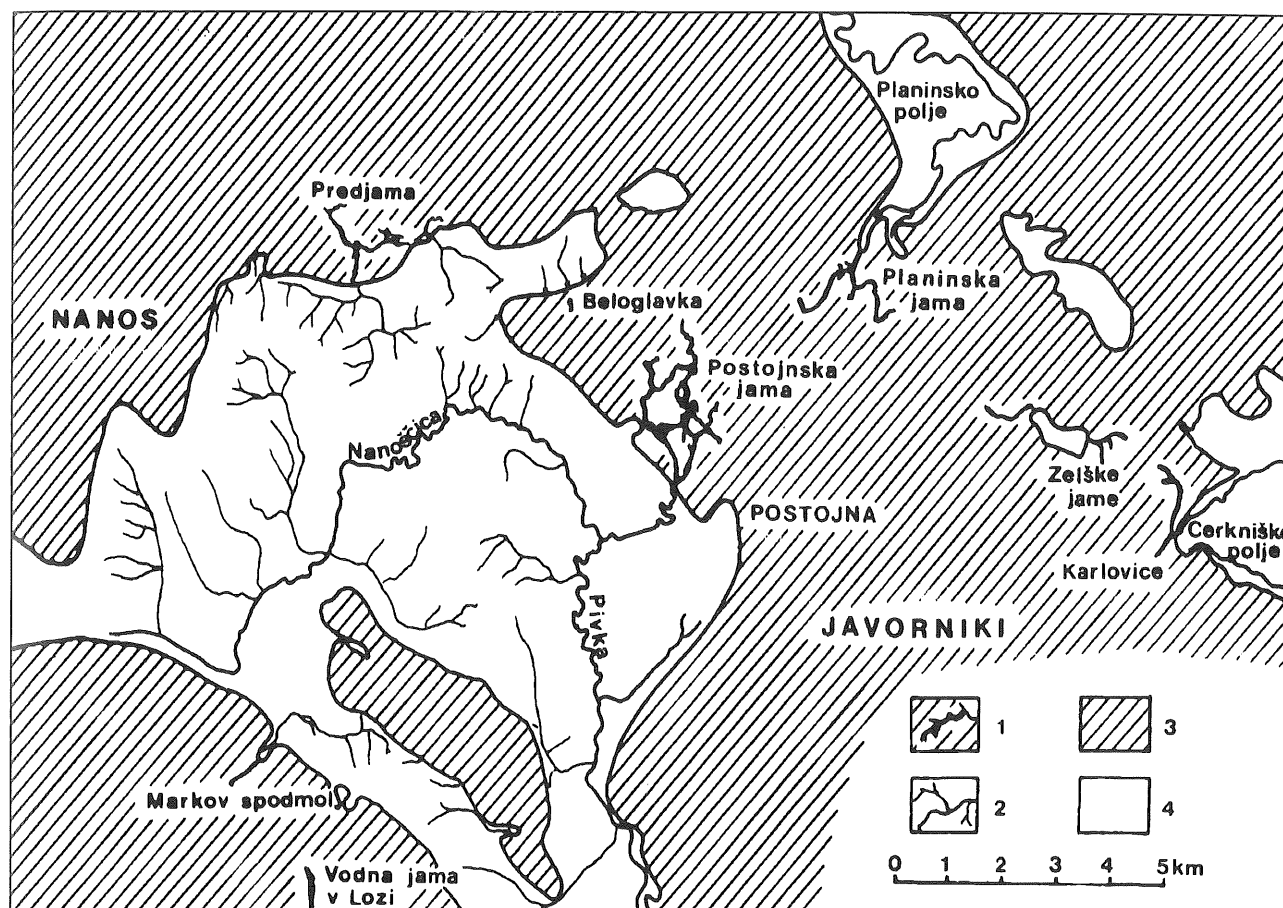 Planinsko
polje
Predjama
Planinska
jama
Beloglavka
NANOS
Postojnska
jama
Nanoščica
Zelške
jame
POSTOJNA
Cerkniško
polje
Karlovice
Pivka
JAVORNIKI
1
3
Markov spodmol
2
4
0 1 2 3 4 5km
Vodna jama
v Lozi